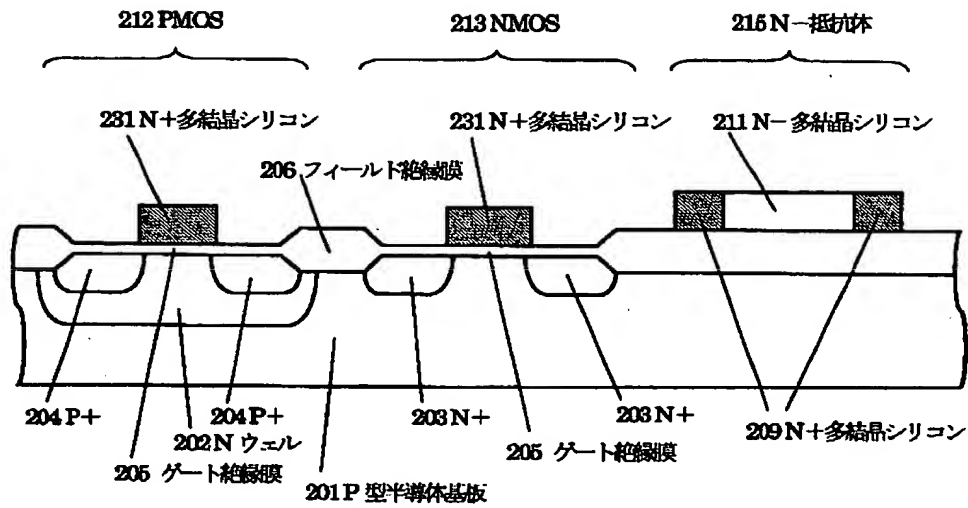 212 PMOS
213 NMOS
215 N－抵抗体
231 N＋多結晶シリコン
231 N＋多結晶シリコン
211 N－多結晶シリコン
206 フィールド絶縁膜
204 P＋
204 P＋
203 N＋
203 N＋
209 N＋多結晶シリコン
202 N ウェル
205 ゲート絶縁膜
205 ゲート絶縁膜
201 P 型半導体基板